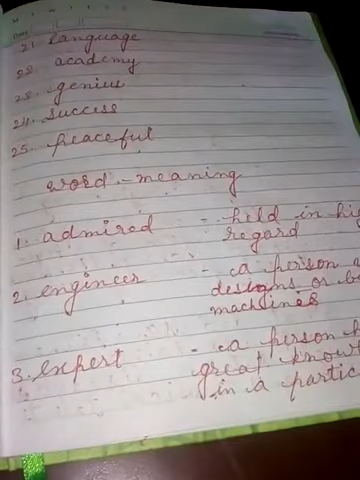 21. language
22. academy
23. genius
24. success
25. peaceful
word - meaning
1. admired - held in
regard
2. engineer - a person
designs or
machines
3. expert - a person
great
in a